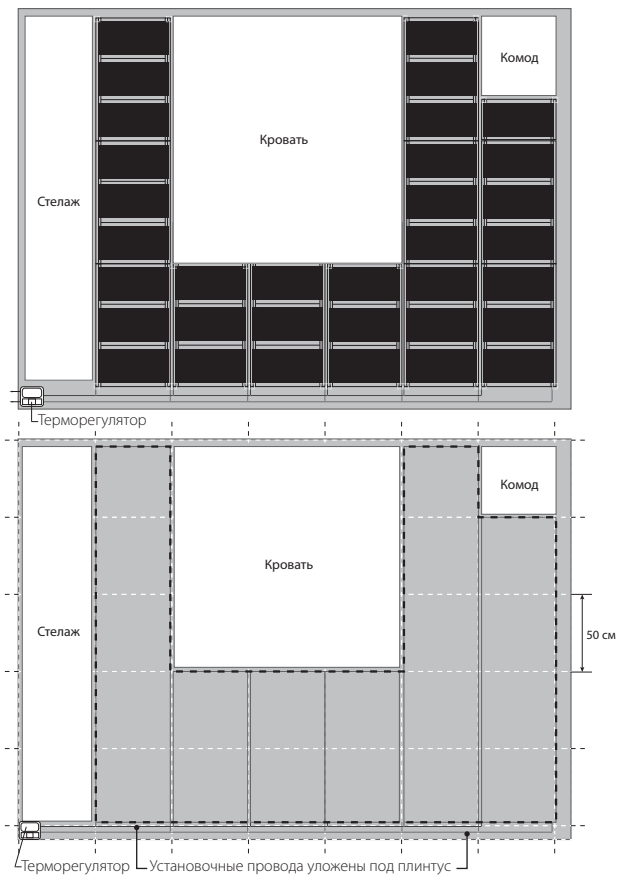 Комод
Кровать
Стелаж
Терморегулятор
Комод
Кровать
Стелаж
50 см
Терморегулятор
Установочные провода уложены под плинтус